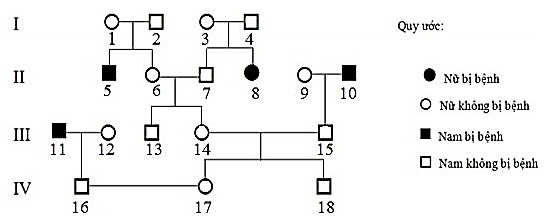 I
1 2 3 4
Quy ước:
II
5 6 7 8 9 10
Nữ bị bệnh
Nữ không bị bệnh
III
11 12 13 14 15
Nam bị bệnh
Nam không bị bệnh
IV
16 17 18